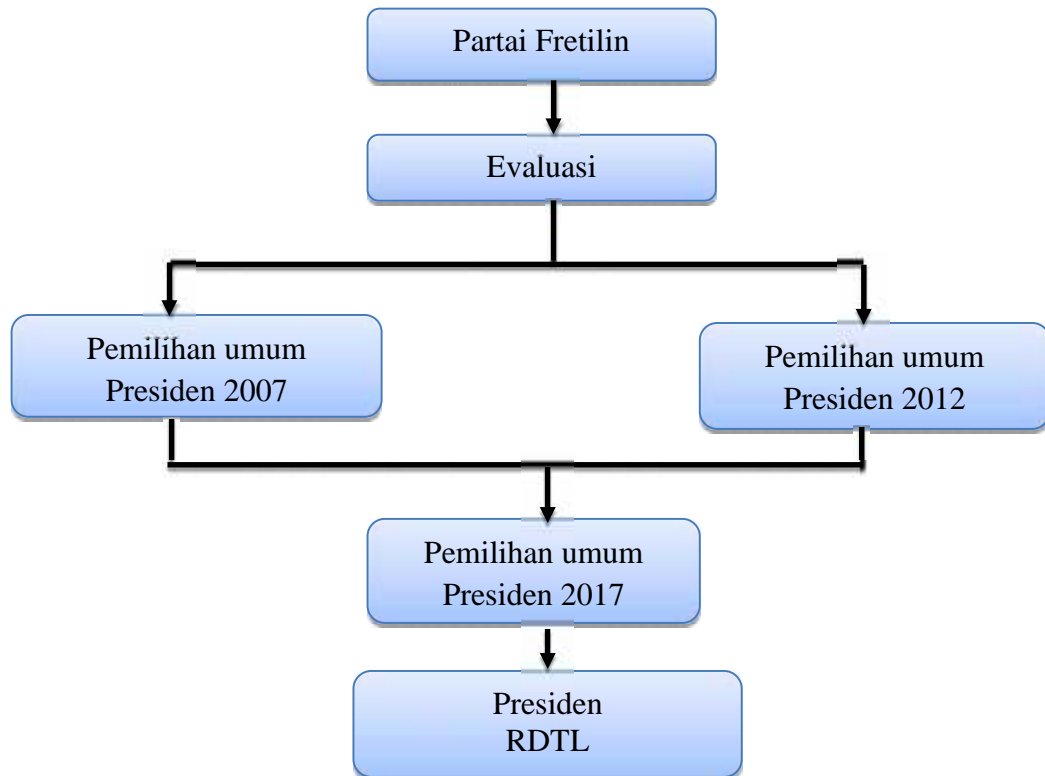 Partai Fretilin
Evaluasi
Pemilihan umum
Presiden 2007
Pemilihan umum
Presiden 2012
Pemilihan umum
Presiden 2017
Presiden
RDTL